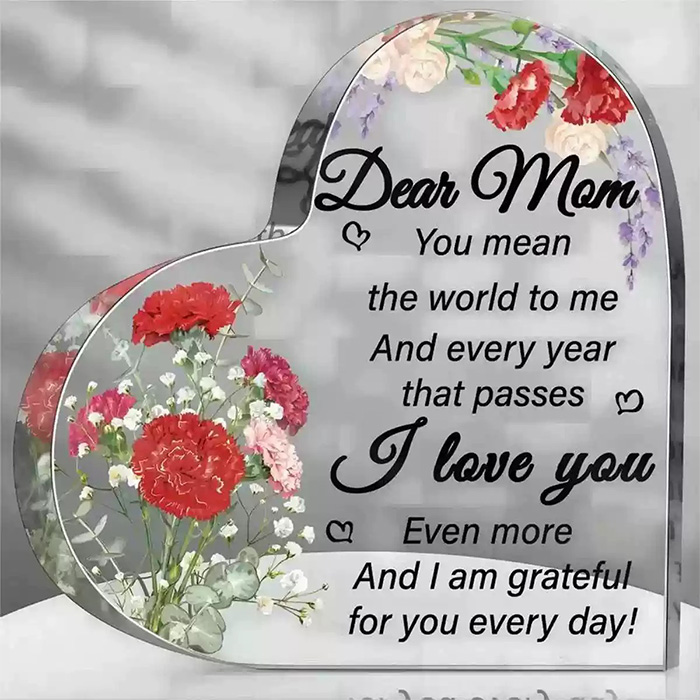 Dear Mom
You mean
the world to me
And every year
that passes
I love you
Even more
And I am grateful
for you every day!